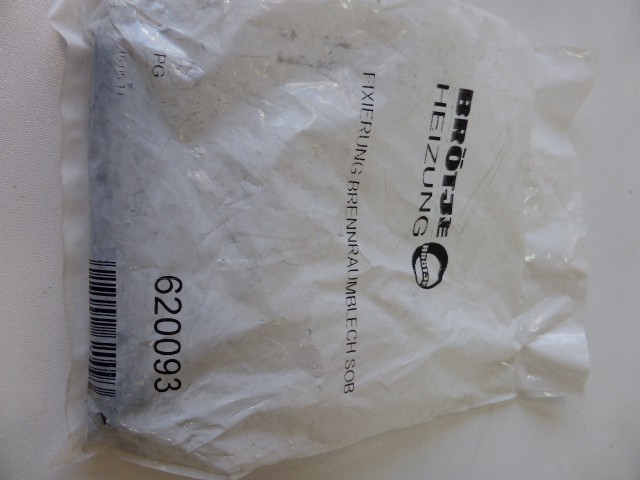 BRÖTJE
HEIZUNG
FIXIERUNG BRENNRAUMBLECH SOB
PG
620093